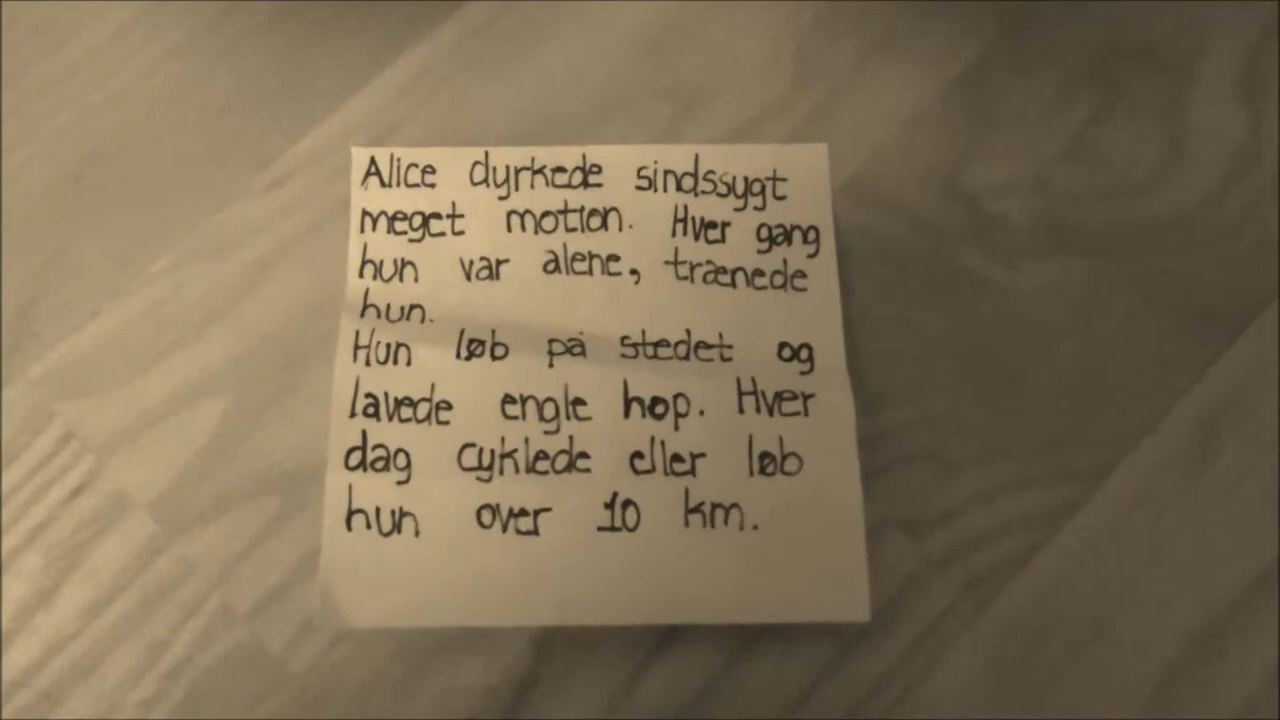 Alice dyrkede sindssygt
meget motion. Hver gang
hun var alene, trænede
hun.
Hun løb på stedet og
lavede engle hop. Hver
dag cyklede eller løb
hun over 10 km.